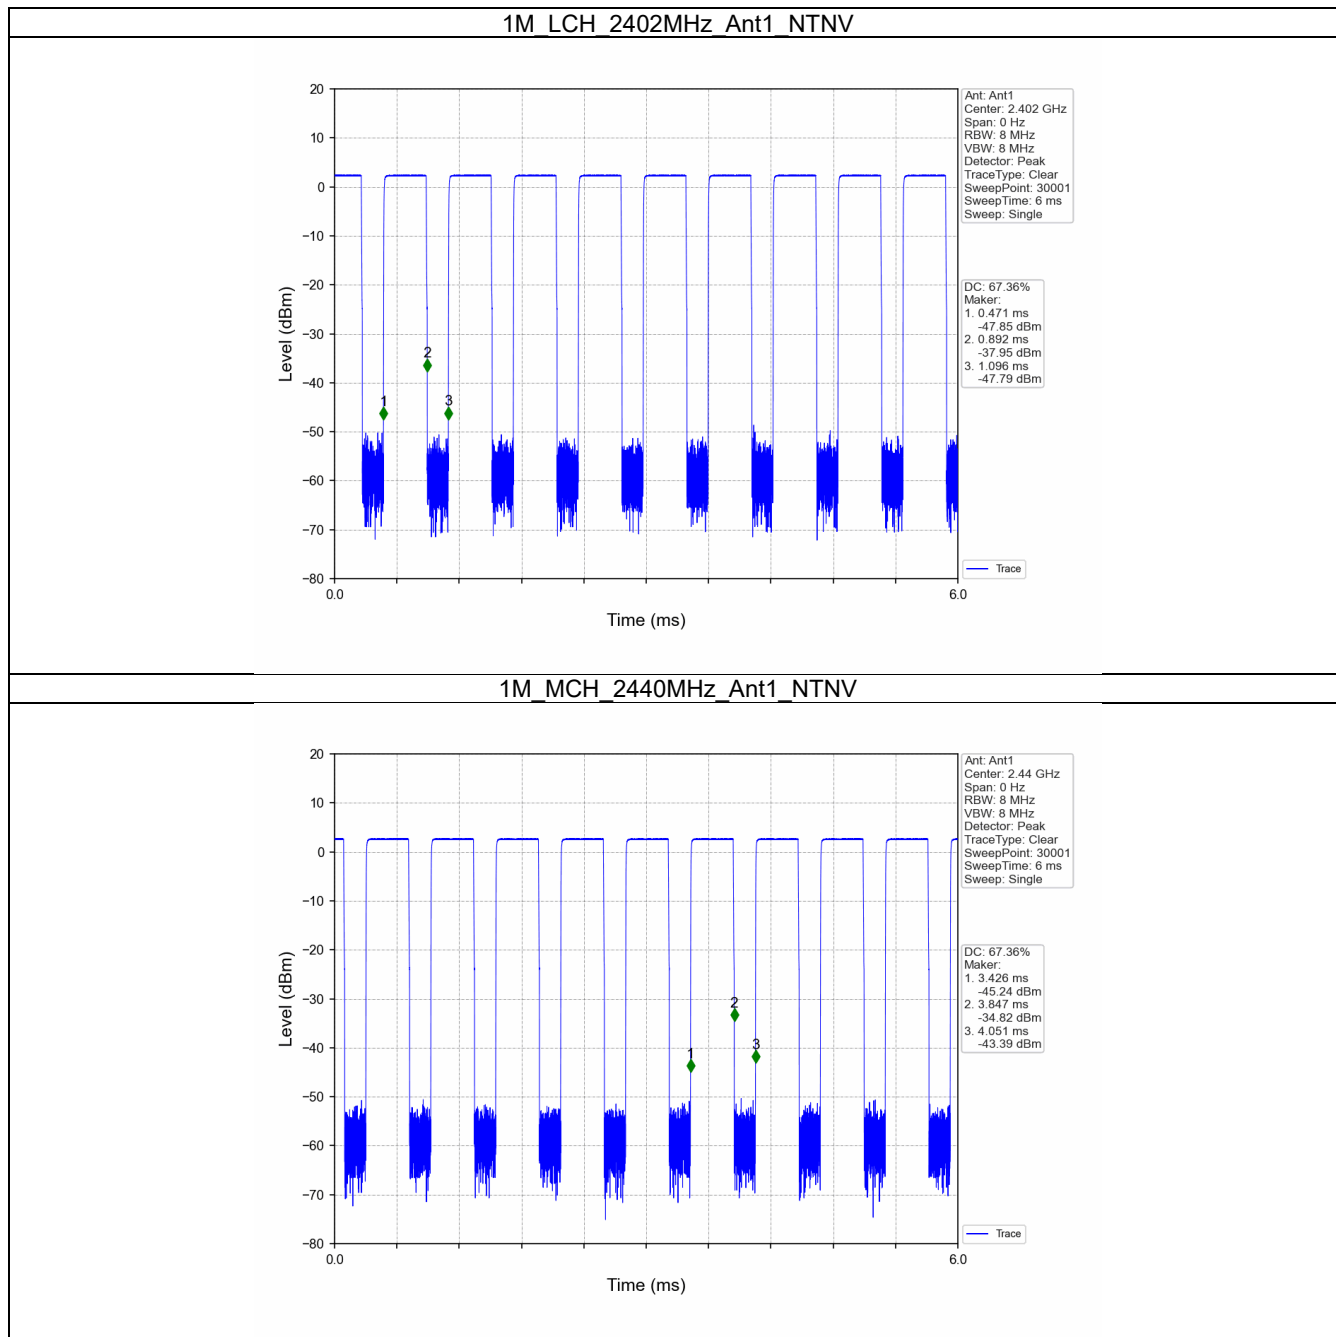 1M_LCH_2402MHz_Ant1_NTNV
20
10
0
−10
−20
−30
−40
−50
−60
−70
−80
Level (dBm)
0.0
6.0
Time (ms)
1
2
3
Ant: Ant1
Center: 2.402 GHz
Span: 0 Hz
RBW: 8 MHz
VBW: 8 MHz
Detector: Peak
TraceType: Clear
SweepPoint: 30001
SweepTime: 6 ms
Sweep: Single
DC: 67.36%
Maker:
1. 0.471 ms
-47.85 dBm
2. 0.892 ms
-37.95 dBm
3. 1.096 ms
-47.79 dBm
Trace
1M_MCH_2440MHz_Ant1_NTNV
20
10
0
−10
−20
−30
−40
−50
−60
−70
−80
Level (dBm)
0.0
6.0
Time (ms)
1
2
3
Ant: Ant1
Center: 2.44 GHz
Span: 0 Hz
RBW: 8 MHz
VBW: 8 MHz
Detector: Peak
TraceType: Clear
SweepPoint: 30001
SweepTime: 6 ms
Sweep: Single
DC: 67.36%
Maker:
1. 3.426 ms
-45.24 dBm
2. 3.847 ms
-34.82 dBm
3. 4.051 ms
-43.39 dBm
Trace